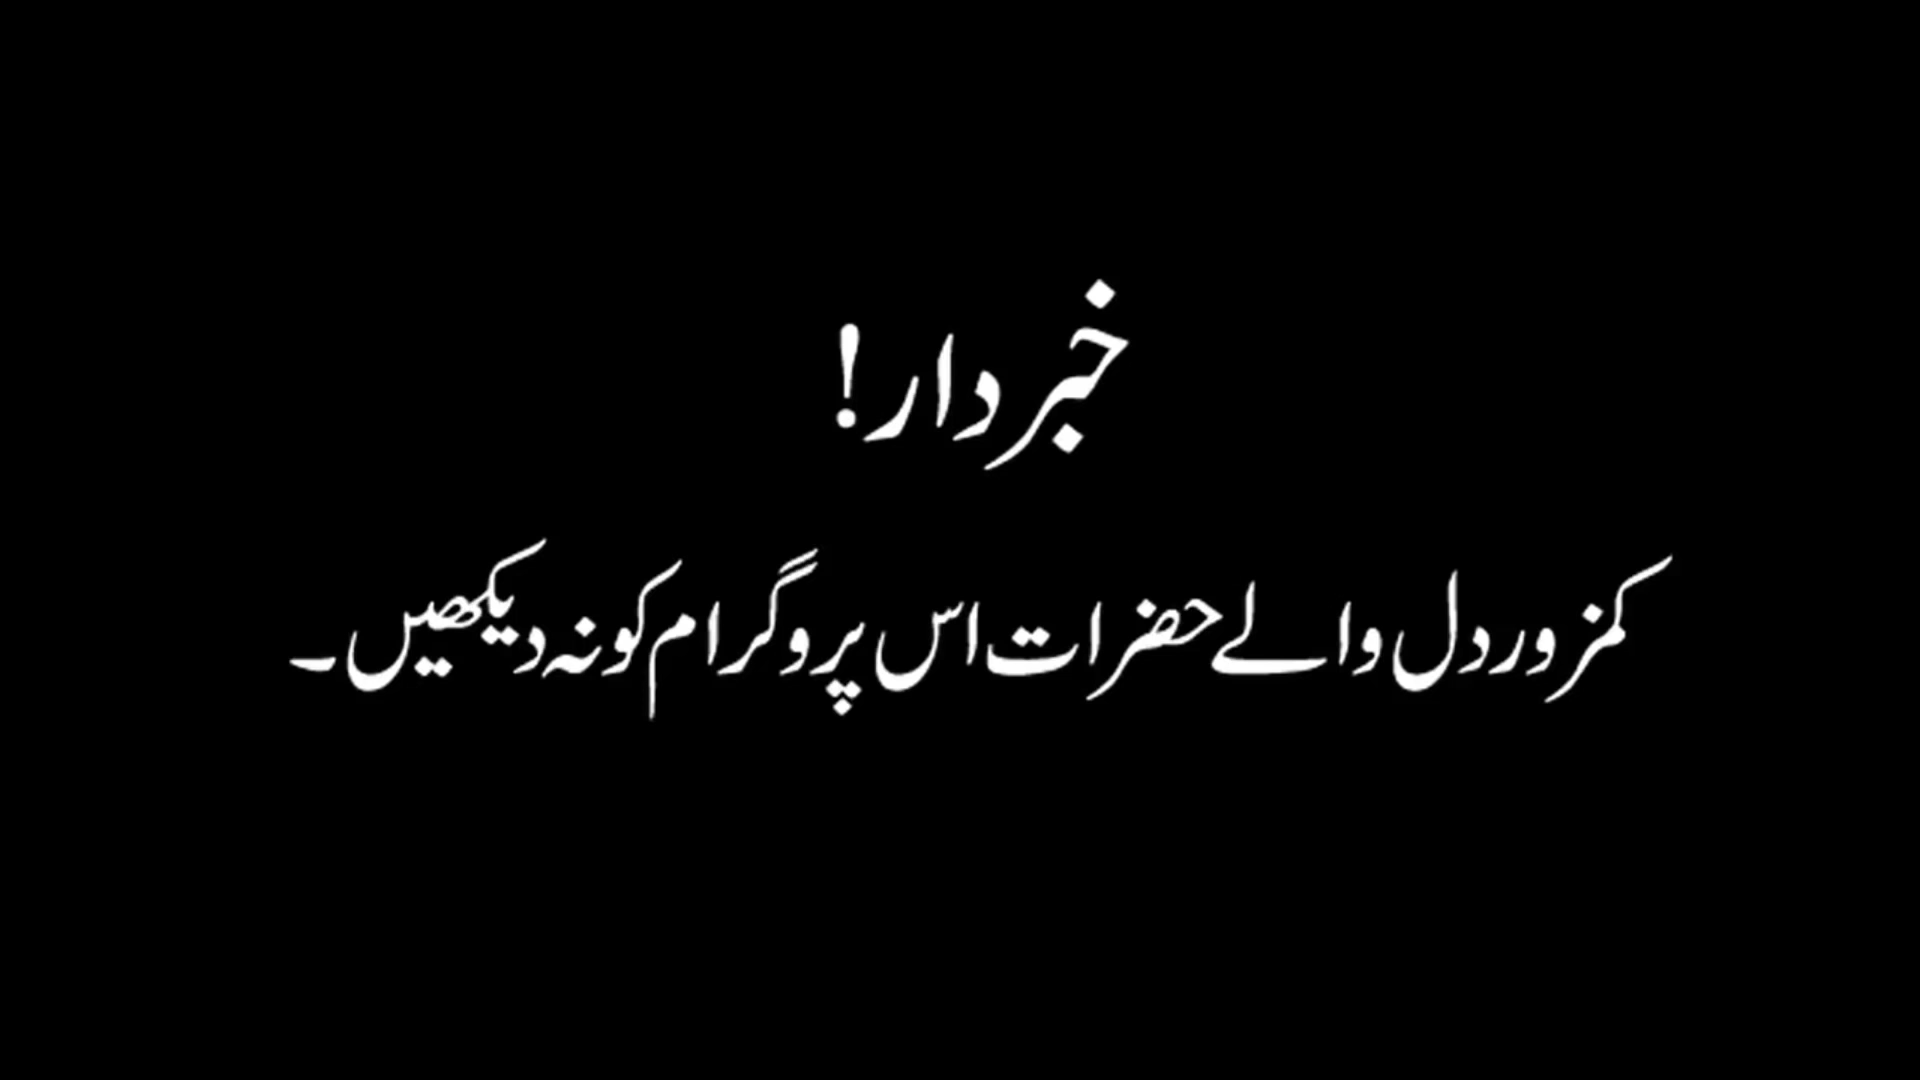 خبردار!
کمزور دل والے حضرات اس پروگرام کو نہ دیکھیں۔